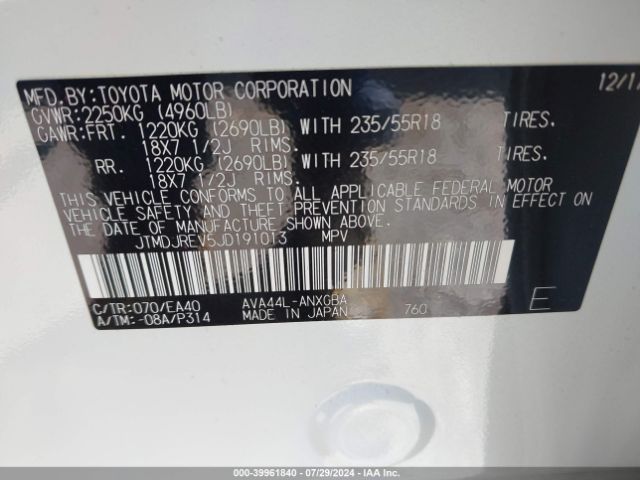 MFD. BY: TOYOTA MOTOR CORPORATION 12/17
GVWR: 2250KG (4960LB)
GAWR: FRT. 1220KG (2690LB) WITH 235/55R18 TIRES.
18X7 1/2J RIMS.
RR. 1220KG (2690LB) WITH 235/55R18 TIRES.
18X7 1/2J RIMS.
THIS VEHICLE CONFORMS TO ALL APPLICABLE FEDERAL MOTOR
VEHICLE SAFETY AND THEFT PREVENTION STANDARDS IN EFFECT
ON THE DATE OF MANUFACTURE SHOWN ABOVE.
JTMDJREV5JD191013 MPV
C/TR: 070/EA40 AVA44L-ANXGBA
A/TM: -08A/P314 MADE IN JAPAN 760 E
000-39961840 - 07/29/2024 - IAA Inc.